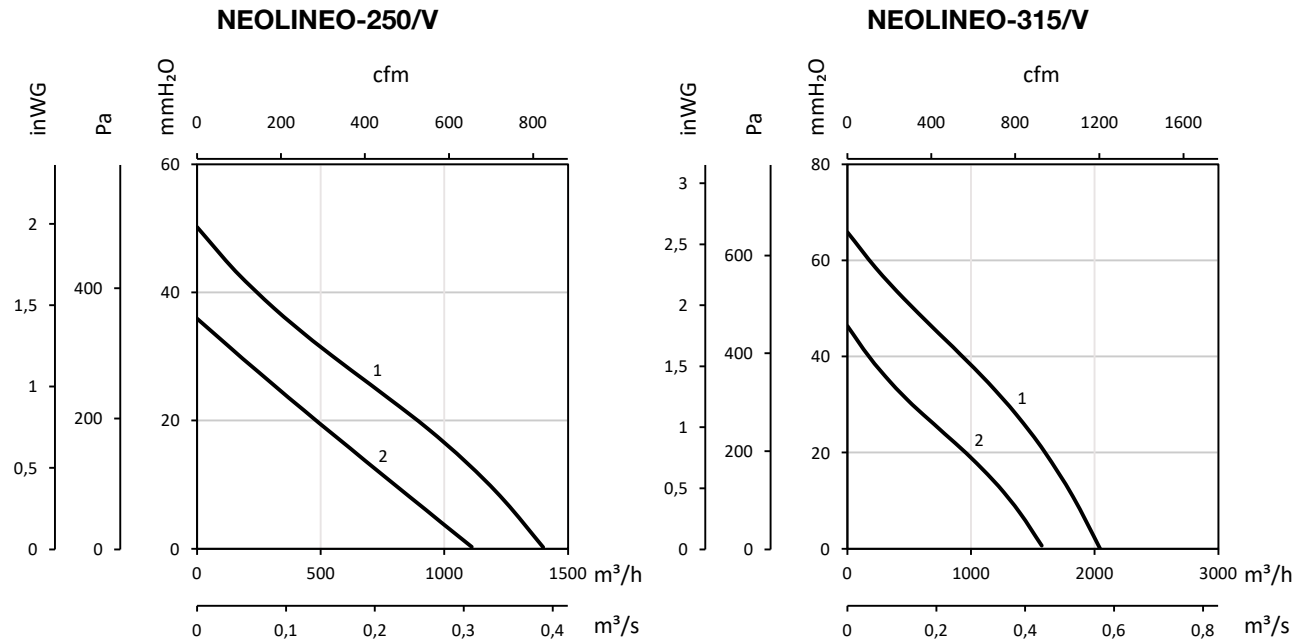 NEOLINEO-250/V
inWG
Pa
mmH₂O
cfm
0 200 400 600 800
60
40
20
0
2
1,5
1
0,5
0
400
200
0
1
2
0 500 1000 1500 m³/h
0 0,1 0,2 0,3 0,4 m³/s
NEOLINEO-315/V
inWG
Pa
mmH₂O
cfm
0 400 800 1200 1600
80
60
40
20
0
3
2,5
2
1,5
1
0,5
0
600
400
200
0
1
2
0 1000 2000 3000 m³/h
0 0,2 0,4 0,6 0,8 m³/s